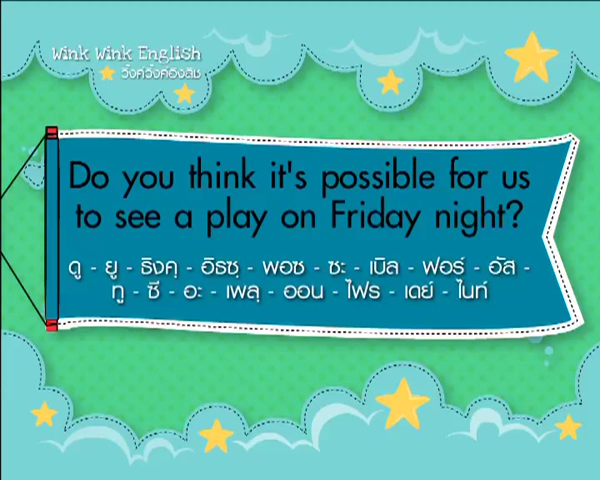 Wink Wink English
วิ้งค์วิ้งค์อิงลิช
Do you think it's possible for us
to see a play on Friday night?
ดู - ยู - ธิงคฺ - อิธซฺ - พอซ - ซะ - เบิล - ฟอร์ - อัส -
ทู - ซี - อะ - เพลฺ - ออน - ไฟร - เดย์ - ไนท์